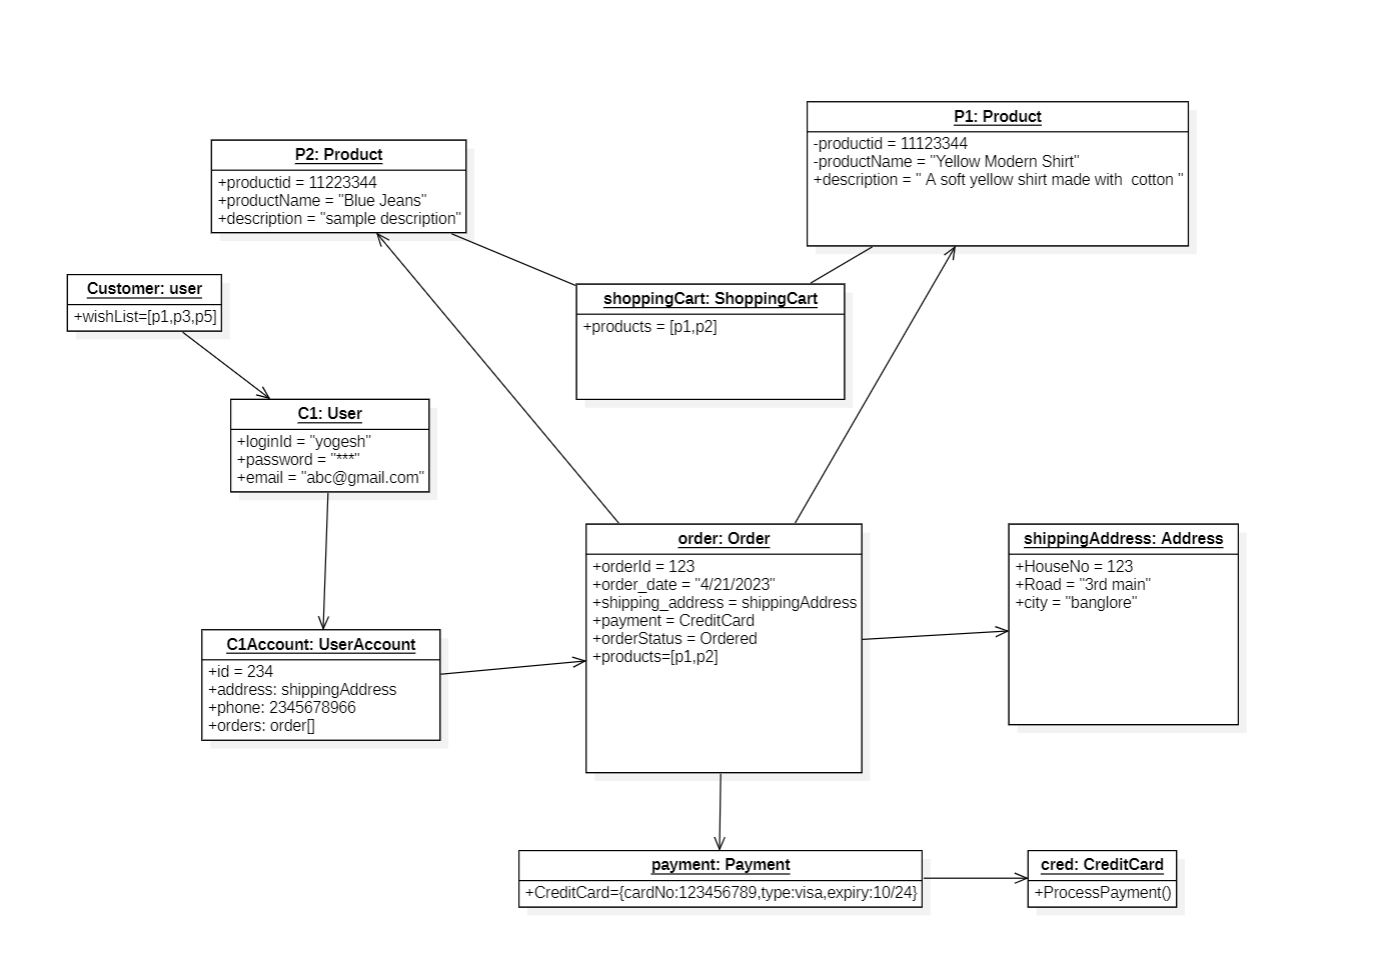 P1: Product
-productid = 11123344
-productName = "Yellow Modern Shirt"
+description = " A soft yellow shirt made with  cotton "
P2: Product
+productid = 11223344
+productName = "Blue Jeans"
+description = "sample description"
Customer: user
+wishList=[p1,p3,p5]
shoppingCart: ShoppingCart
+products = [p1,p2]
C1: User
+loginId = "yogesh"
+password = "***"
+email = "abc@gmail.com"
order: Order
+orderId = 123
+order_date = "4/21/2023"
+shipping_address = shippingAddress
+payment = CreditCard
+orderStatus = Ordered
+products=[p1,p2]
shippingAddress: Address
+HouseNo = 123
+Road = "3rd main"
+city = "banglore"
C1Account: UserAccount
+id = 234
+address: shippingAddress
+phone: 2345678966
+orders: order[]
payment: Payment
+CreditCard={cardNo:123456789,type:visa,expiry:10/24}
cred: CreditCard
+ProcessPayment()